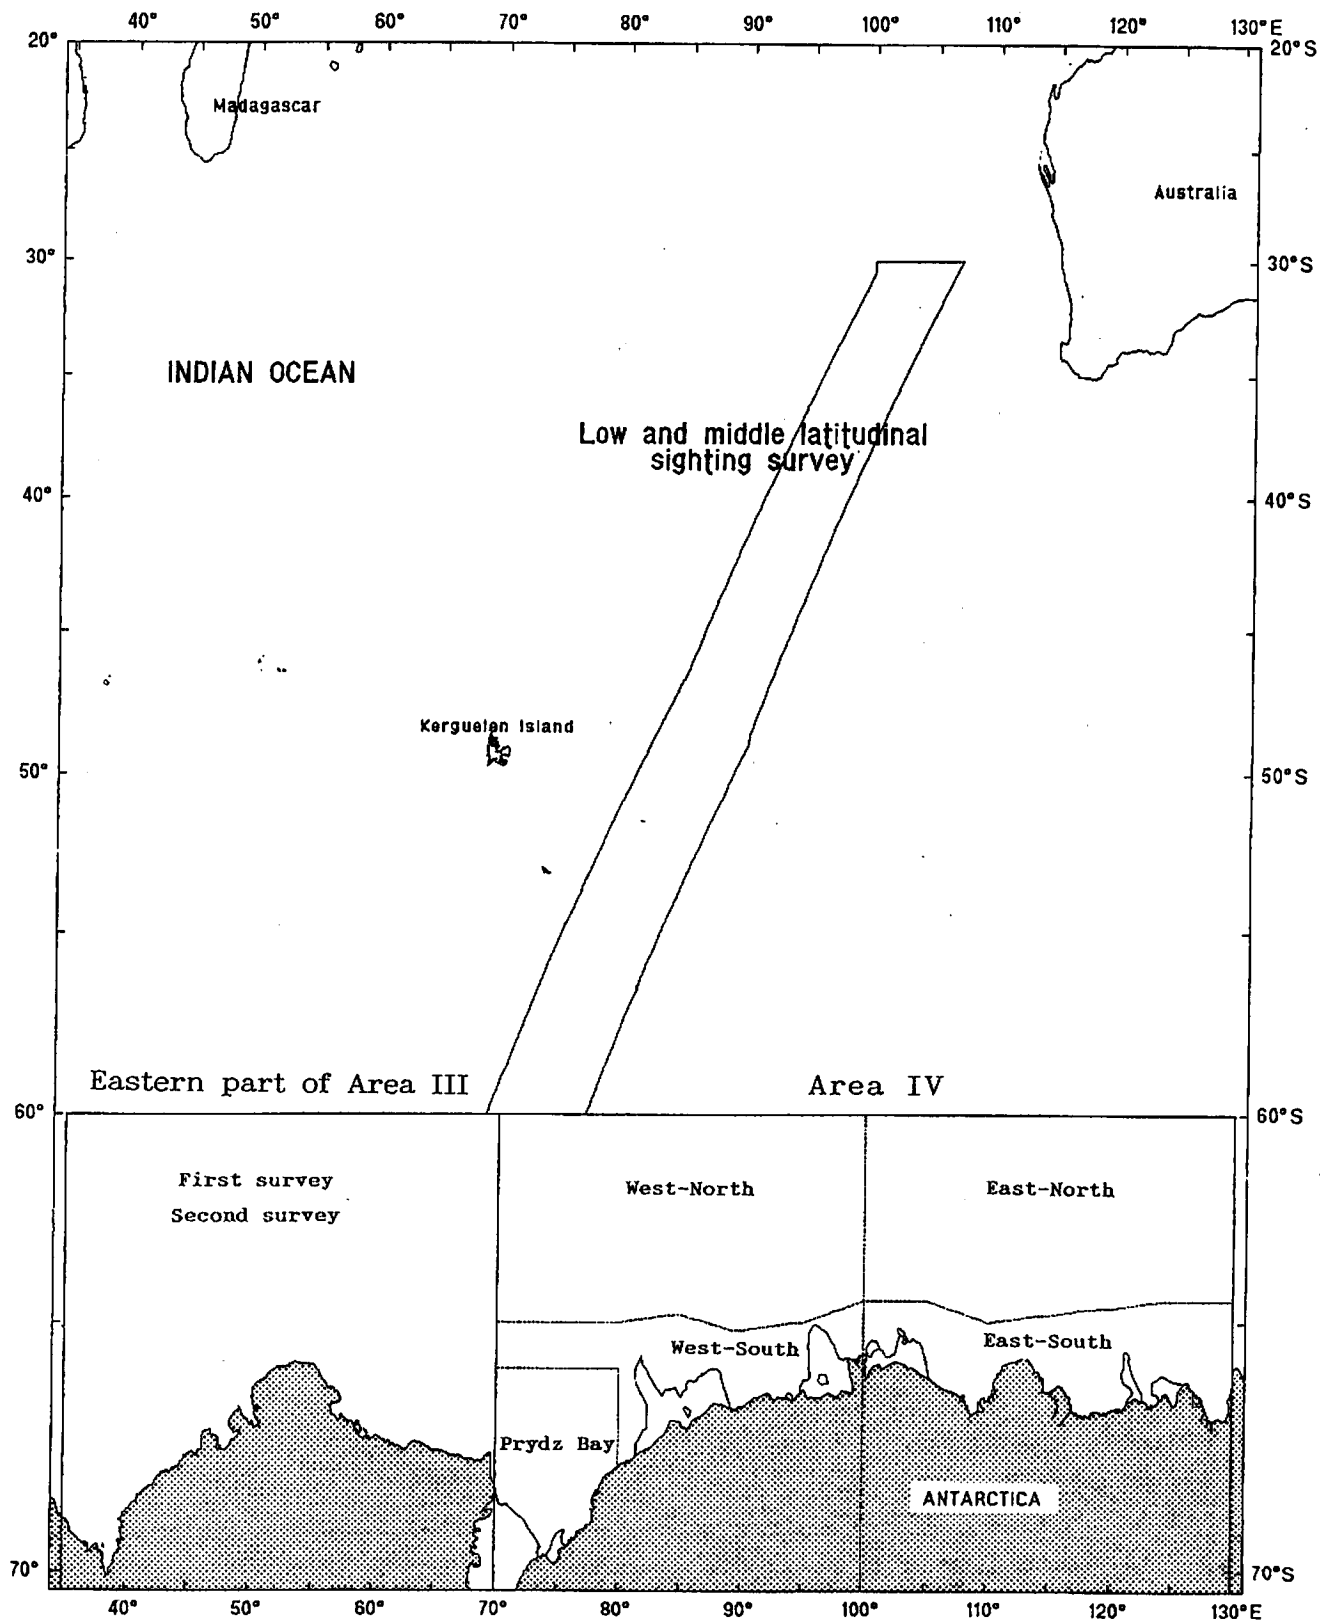 40° 50° 60° 70° 80° 90° 100° 110° 120° 130°E
20° 20°S
Madagascar
Australia
30° 30°S
INDIAN OCEAN
Low and middle latitudinal
sighting survey
40° 40°S
Kerguelen Island
50° 50°S
Eastern part of Area III Area IV
60° 60°S
First survey
Second survey
West-North East-North
West-South East-South
Prydz Bay
ANTARCTICA
70° 70°S
40° 50° 60° 70° 80° 90° 100° 110° 120° 130°E